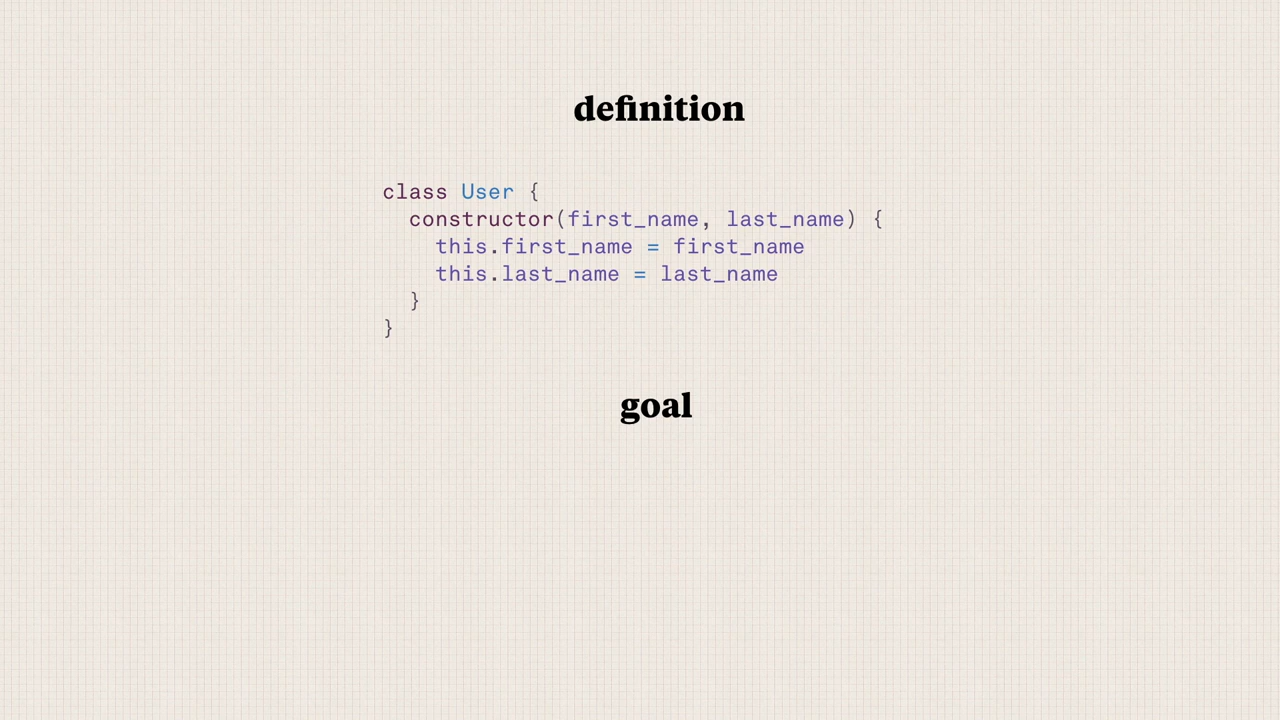 definition
class User {
  constructor(first_name, last_name) {
    this.first_name = first_name
    this.last_name = last_name
  }
}
goal